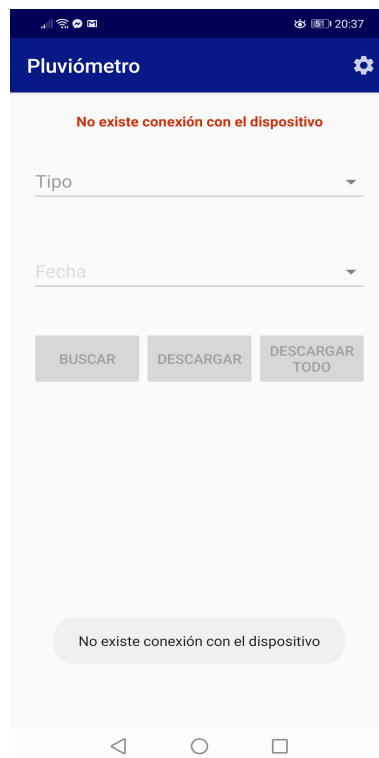 51 20:37
Pluviómetro
No existe conexión con el dispositivo
Tipo
Fecha
BUSCAR DESCARGAR DESCARGAR TODO
No existe conexión con el dispositivo